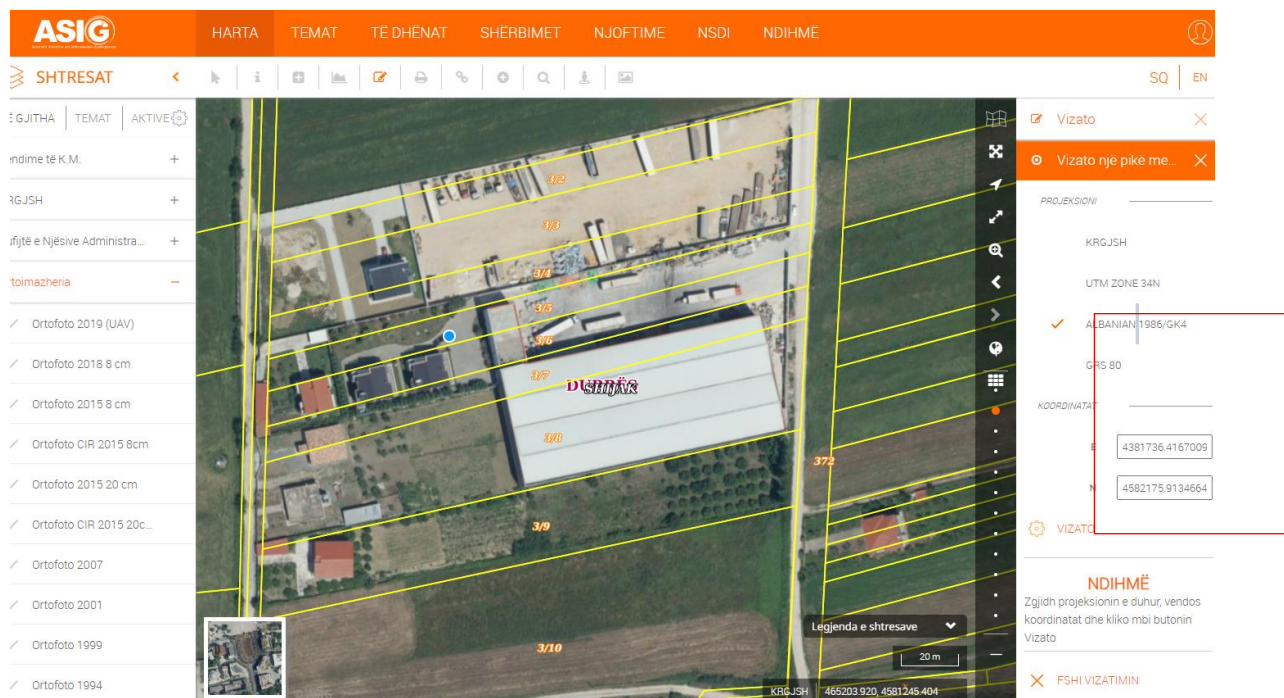 ASIG
HARTA TEMAT TË DHËNAT SHËRBIMET NJOFTIME NSDI NDIHMË
SHTRESAT
SQ EN
GJITHA TEMAT AKTIVE
endime të K.M. +
RGJSH +
ufijtë e Njësive Administra... +
toimazheria −
Ortofoto 2019 (UAV)
Ortofoto 2018 8 cm
Ortofoto 2015 8 cm
Ortofoto CIR 2015 8cm
Ortofoto 2015 20 cm
Ortofoto CIR 2015 20c...
Ortofoto 2007
Ortofoto 2001
Ortofoto 1999
Ortofoto 1994
3/2
3/3
3/4
3/5
3/6
3/7
DURRËS
SHIJAK
3/8
372
3/9
3/10
Legjenda e shtresave
20 m
KRGJSH 465203.920, 4581245.404
Vizato
Vizato një pikë me...
PROJEKSIONI
KRGJSH
UTM ZONE 34N
ALBANIAN 1986/GK4
GRS 80
KOORDINATAT
E 4381736.4167009
N 4582175.9134664
VIZATO
NDIHMË
Zgjidh projeksionin e duhur, vendos
koordinatat dhe kliko mbi butonin
Vizato
FSHI VIZATIMIN